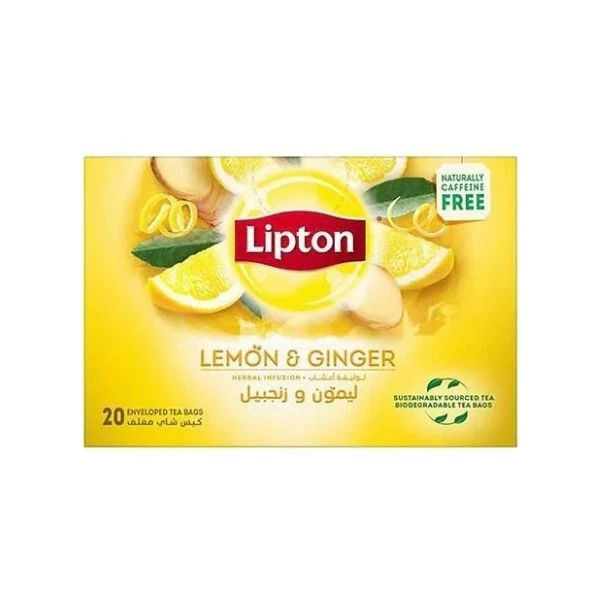 NATURALLY
CAFFEINE
FREE
Lipton
LEMON & GINGER
HERBAL INFUSION • توليفة أعشاب
ليمون و زنجبيل
20 ENVELOPED TEA BAGS
كيس شاي مغلف
SUSTAINABLY SOURCED TEA
BIODEGRADABLE TEA BAGS